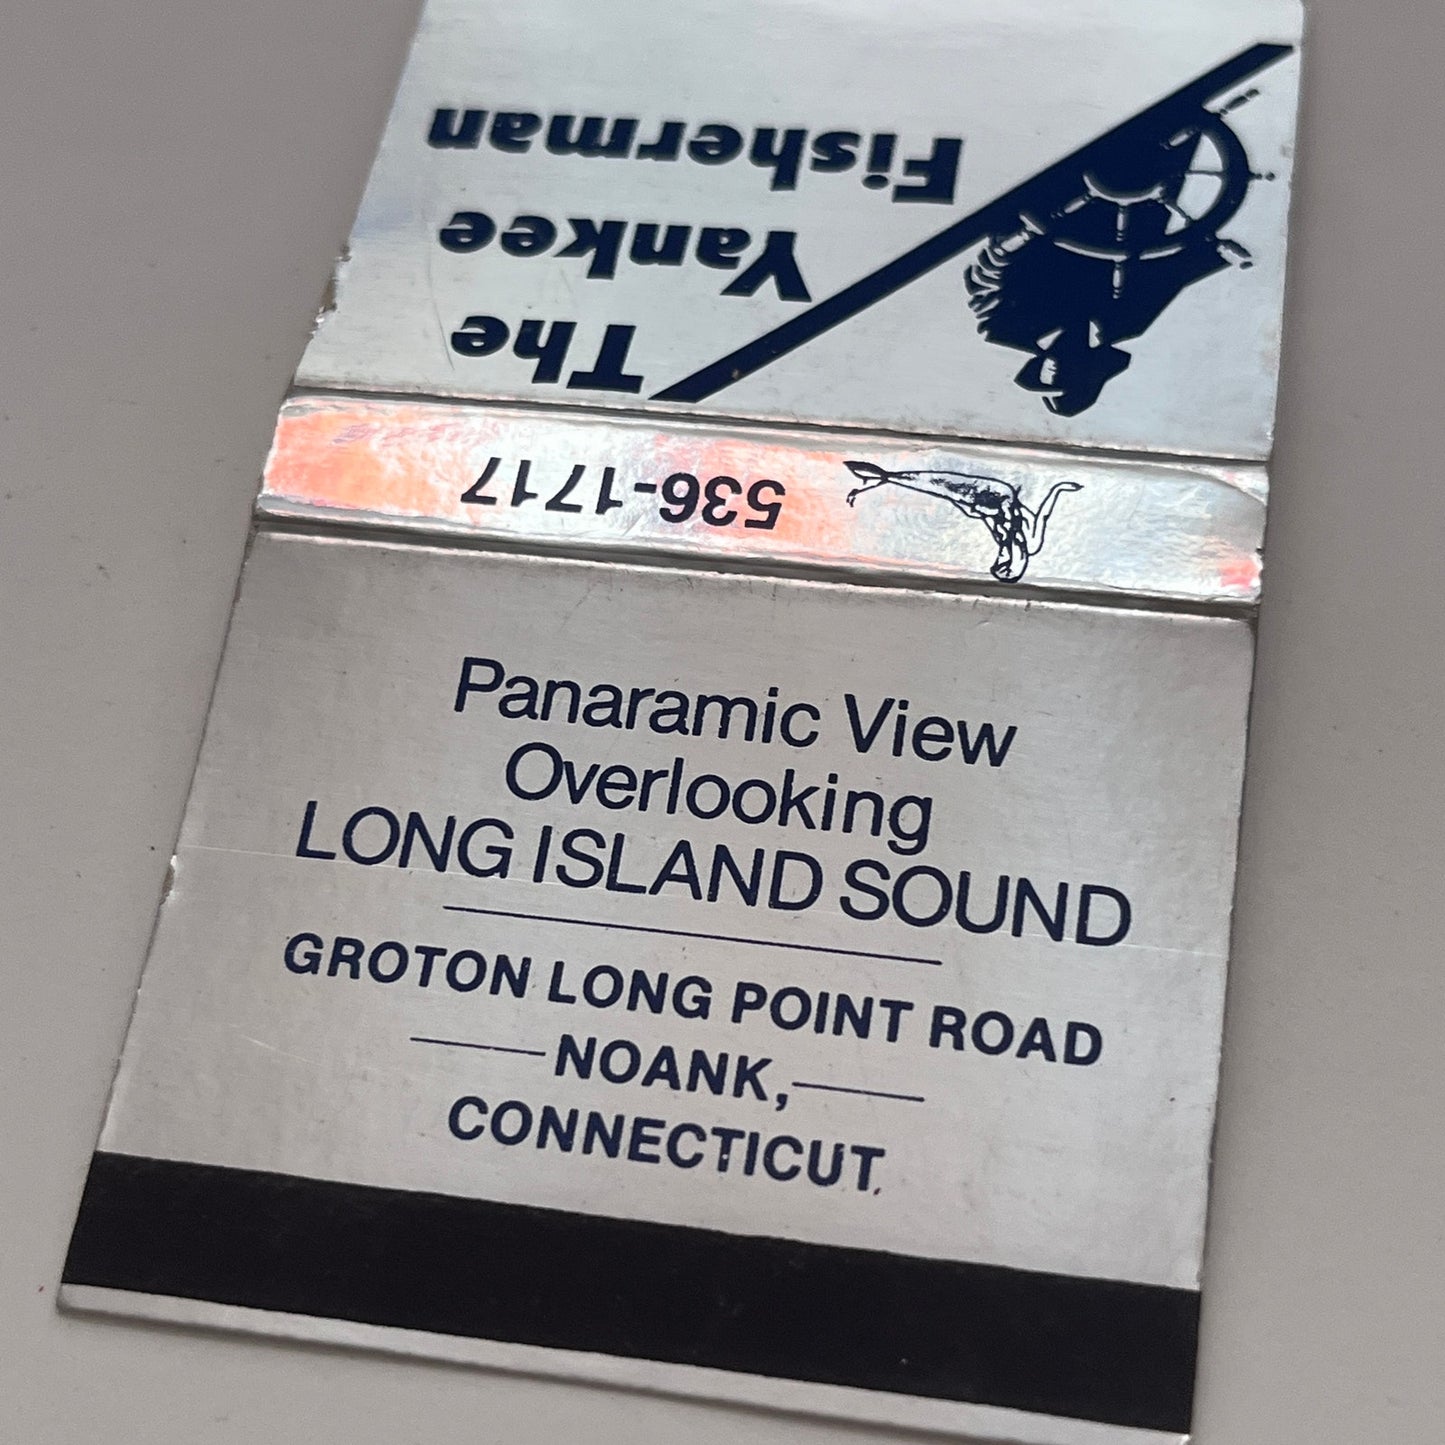 The
Yankee
Fisherman
536-1717
Panaramic View
Overlooking
LONG ISLAND SOUND
GROTON LONG POINT ROAD
NOANK,
CONNECTICUT.